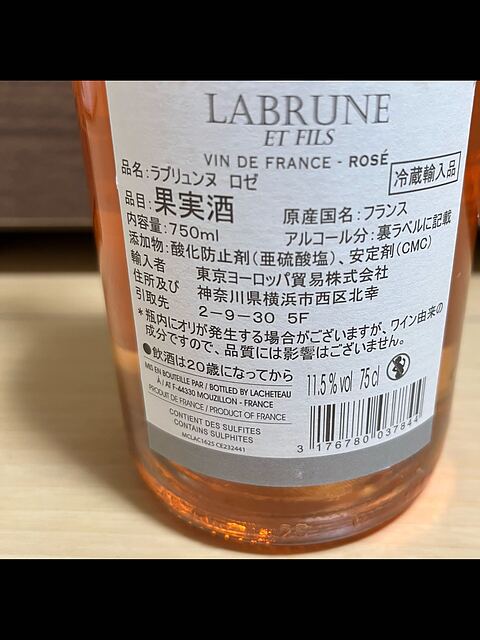 LABRUNE
ET FILS
VIN DE FRANCE - ROSÉ
品名:ラブリュンヌ ロゼ
冷蔵輸入品
品目:果実酒
原産国名:フランス
内容量:750ml
アルコール分:裏ラベルに記載
添加物:酸化防止剤(亜硫酸塩)、安定剤(CMC)
輸入者
住所及び
引取先
東京ヨーロッパ貿易株式会社
神奈川県横浜市西区北幸
2-9-30 5F
*瓶内にオリが発生する場合がございますが、ワイン由来の
成分ですので、品質には影響はございません。
●飲酒は20歳になってから
MIS EN BOUTEILLE PAR / BOTTLED BY LACHETEAU
À / AT F-44330 MOUZILLON - FRANCE
PRODUIT DE FRANCE / PRODUCT OF FRANCE
11.5% vol 75 cl
CONTIENT DES SULFITES
CONTAINS SULPHITES
MCLAC1625 CE232441
3 176780 037844